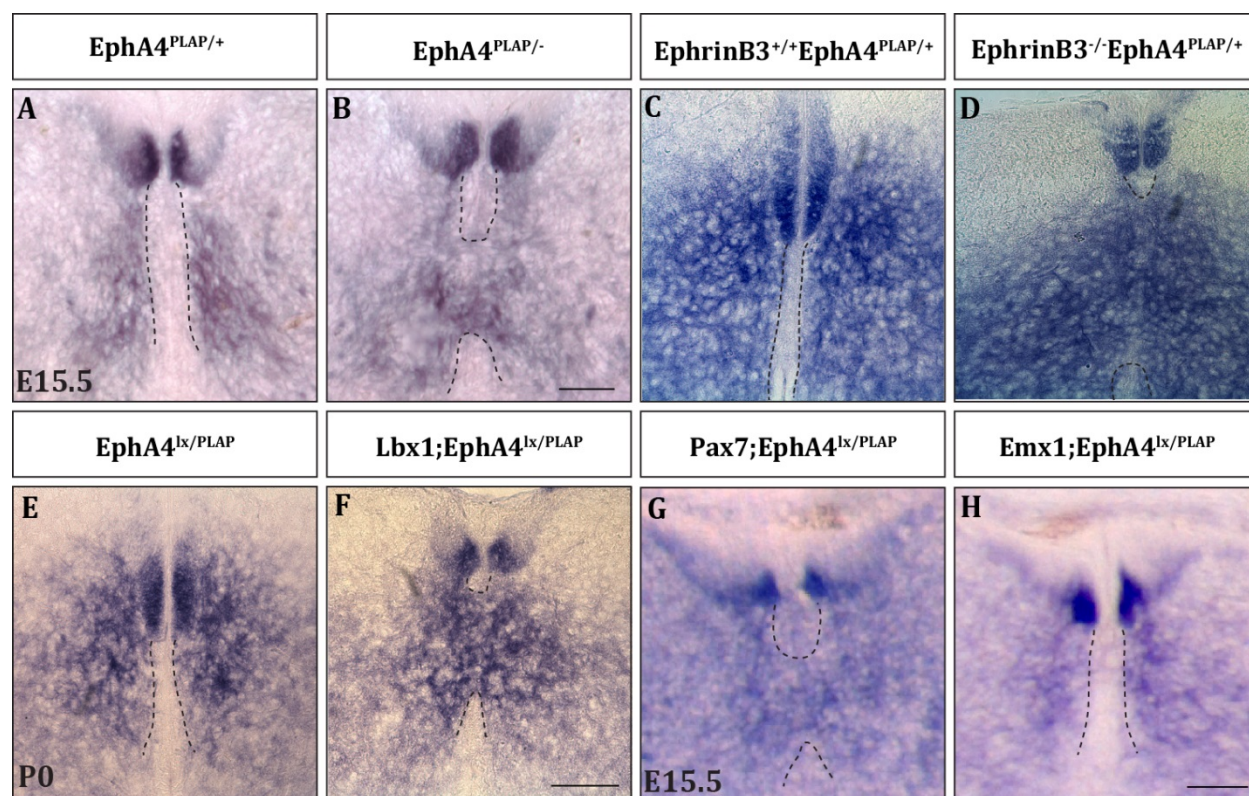 EphA4PLAP/+
EphA4PLAP/-
EphrinB3+/+EphA4PLAP/+
EphrinB3-/-EphA4PLAP/+
A
B
C
D
E15.5
EphA4lx/PLAP
Lbx1;EphA4lx/PLAP
Pax7;EphA4lx/PLAP
Emx1;EphA4lx/PLAP
E
F
G
H
P0
E15.5